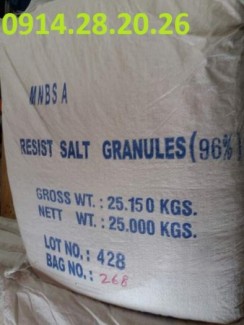 0914.28.20.26
MNBSA
RESIST SALT GRANULES (96%
GROSS WT. : 25.150 KGS.
NETT WT. : 25.000 KGS.
LOT NO. : 428
BAG NO. : 268